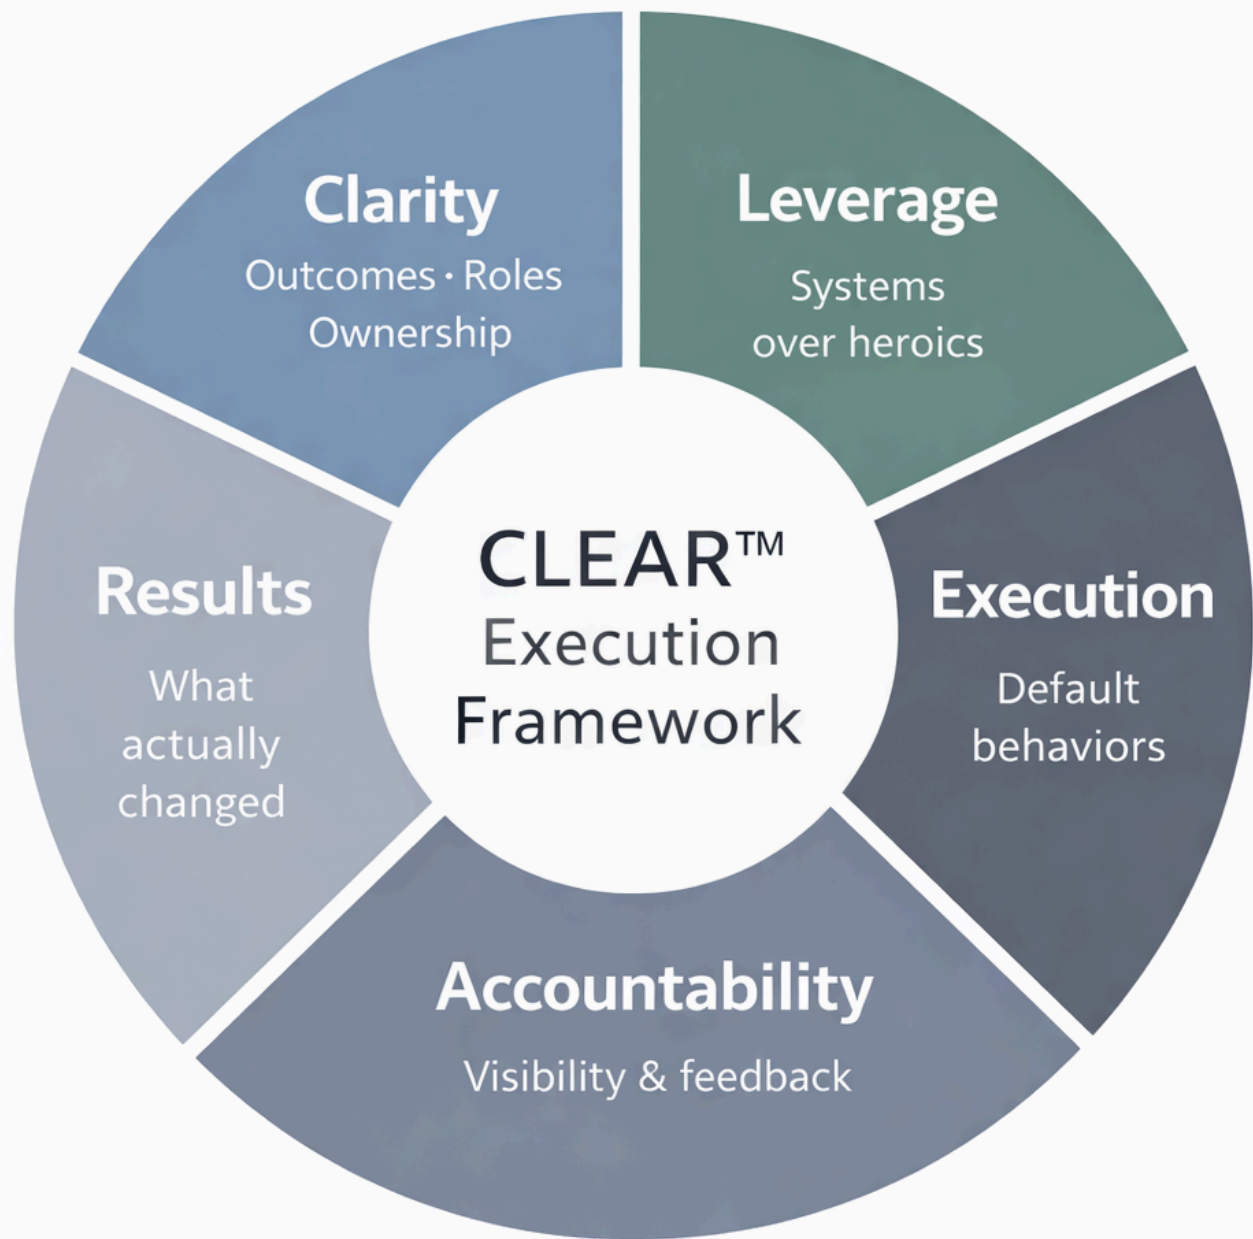 Clarity
Outcomes · Roles
Ownership
Leverage
Systems
over heroics
Execution
Default
behaviors
Accountability
Visibility & feedback
Results
What
actually
changed
CLEAR™
Execution
Framework